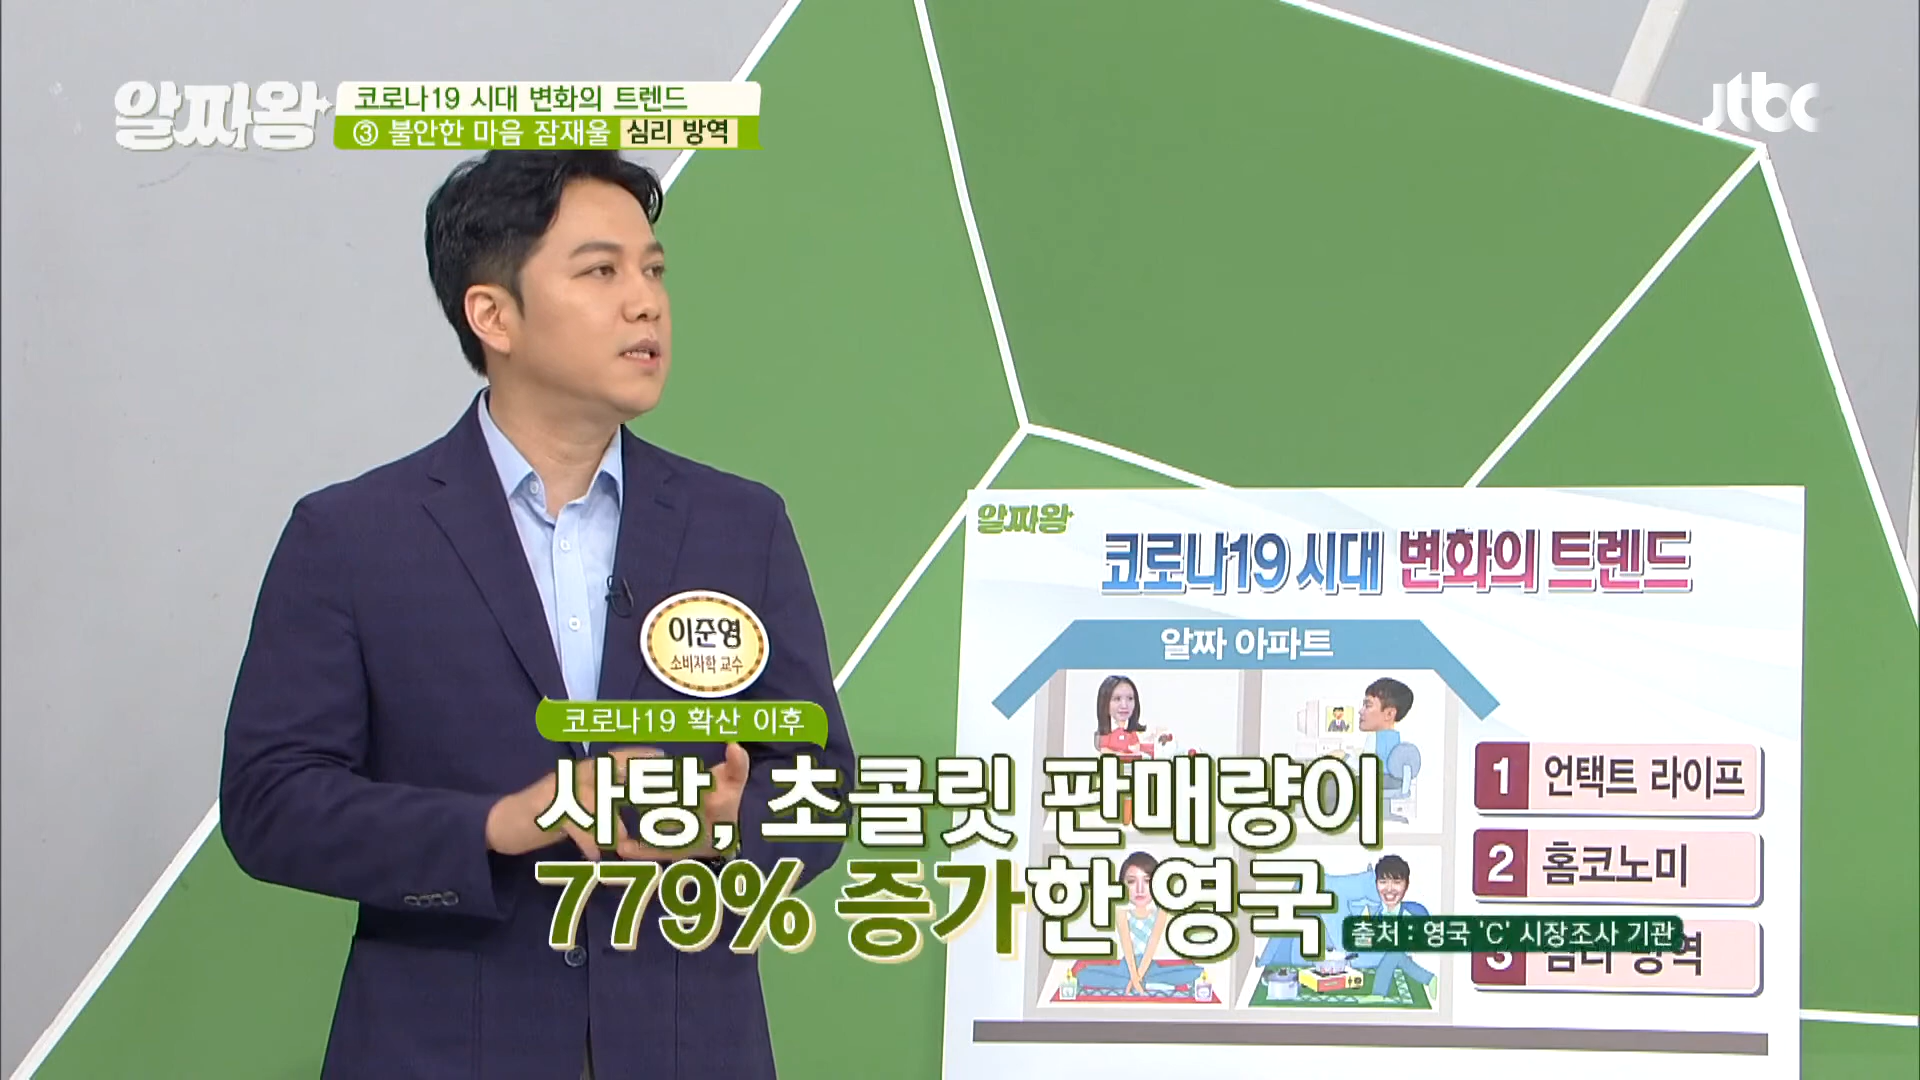 알짜왕
코로나19 시대 변화의 트렌드
③ 불안한 마음 잠재울 심리 방역
jtbc
알짜왕
코로나19 시대 변화의 트렌드
알짜 아파트
이준영
소비자학 교수
1 언택트 라이프
2 홈코노미
3 심리 방역
코로나19 확산 이후
사탕, 초콜릿 판매량이
779% 증가한 영국
출처 : 영국 'C' 시장조사 기관